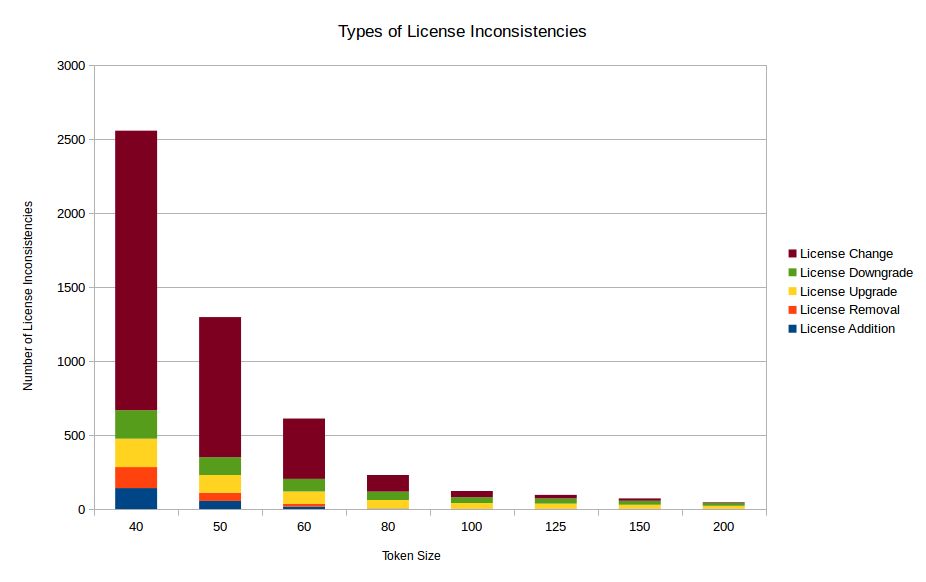 Types of License Inconsistencies
3000
2500
2000
1500
1000
500
0
Number of License Inconsistencies
40 50 60 80 100 125 150 200
Token Size
License Change
License Downgrade
License Upgrade
License Removal
License Addition